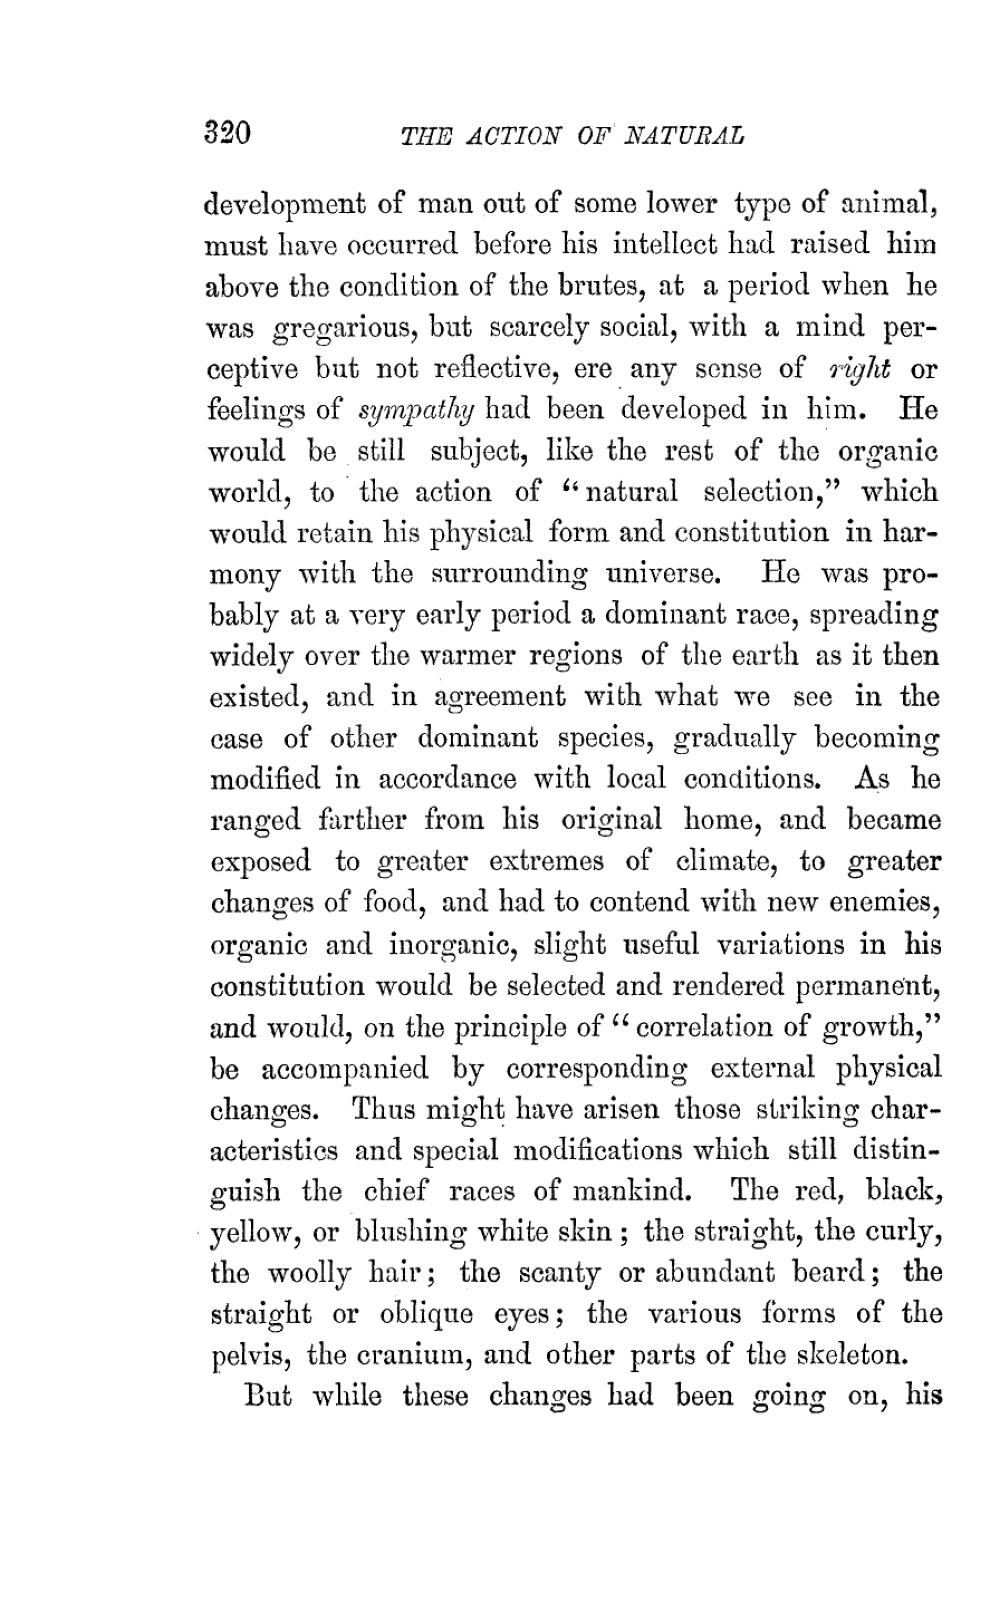 320 THE ACTION OF NATURAL
development of man out of some lower type of animal,
must have occurred before his intellect had raised him
above the condition of the brutes, at a period when he
was gregarious, but scarcely social, with a mind per-
ceptive but not reflective, ere any sense of right or
feelings of sympathy had been developed in him. He
would be still subject, like the rest of the organic
world, to the action of “natural selection,” which
would retain his physical form and constitution in har-
mony with the surrounding universe. He was pro-
bably at a very early period a dominant race, spreading
widely over the warmer regions of the earth as it then
existed, and in agreement with what we see in the
case of other dominant species, gradually becoming
modified in accordance with local conditions. As he
ranged farther from his original home, and became
exposed to greater extremes of climate, to greater
changes of food, and had to contend with new enemies,
organic and inorganic, slight useful variations in his
constitution would be selected and rendered permanent,
and would, on the principle of “correlation of growth,”
be accompanied by corresponding external physical
changes. Thus might have arisen those striking char-
acteristics and special modifications which still distin-
guish the chief races of mankind. The red, black,
yellow, or blushing white skin; the straight, the curly,
the woolly hair; the scanty or abundant beard; the
straight or oblique eyes; the various forms of the
pelvis, the cranium, and other parts of the skeleton.
But while these changes had been going on, his